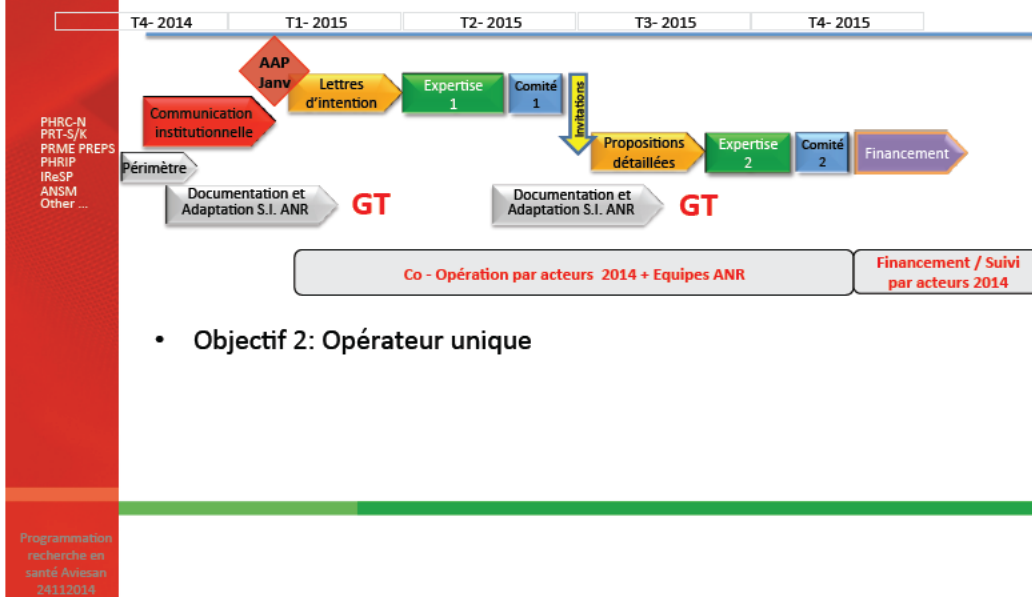 T4- 2014
T1- 2015
T2- 2015
T3- 2015
T4- 2015
AAP
Janv
Lettres
d’intention
Expertise
1
Comité
1
Invitations
Communication
institutionnelle
Périmètre
Propositions
détaillées
Expertise
2
Comité
2
Financement
PHRC-N
PRT-S/K
PRME PREPS
PHRIP
IReSP
ANSM
Other ...
Documentation et
Adaptation S.I. ANR
GT
Documentation et
Adaptation S.I. ANR
GT
Co - Opération par acteurs 2014 + Equipes ANR
Financement / Suivi
par acteurs 2014
• Objectif 2: Opérateur unique
Programmation
recherche en
santé Aviesan
24112014